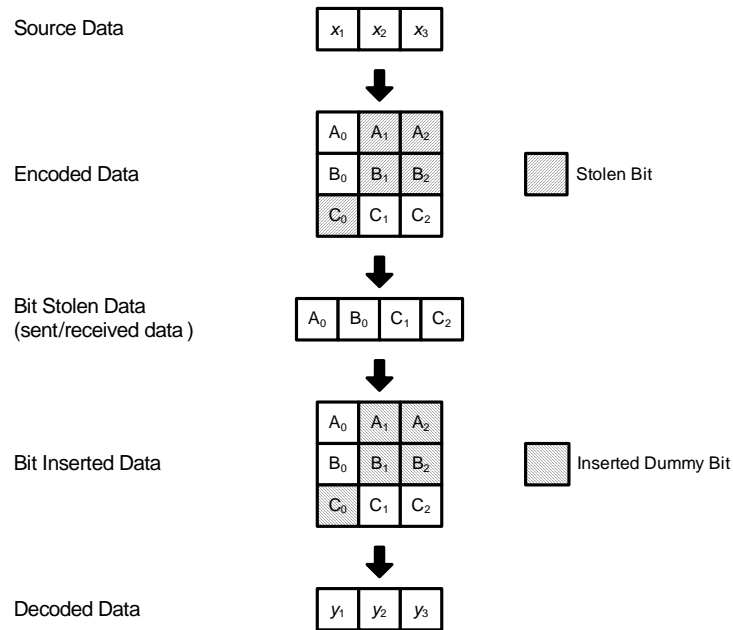 Source Data
x₁ x₂ x₃
A₀ A₁ A₂
Encoded Data
B₀ B₁ B₂
Stolen Bit
C₀ C₁ C₂
Bit Stolen Data
(sent/received data )
A₀ B₀ C₁ C₂
A₀ A₁ A₂
Bit Inserted Data
B₀ B₁ B₂
Inserted Dummy Bit
C₀ C₁ C₂
Decoded Data
y₁ y₂ y₃